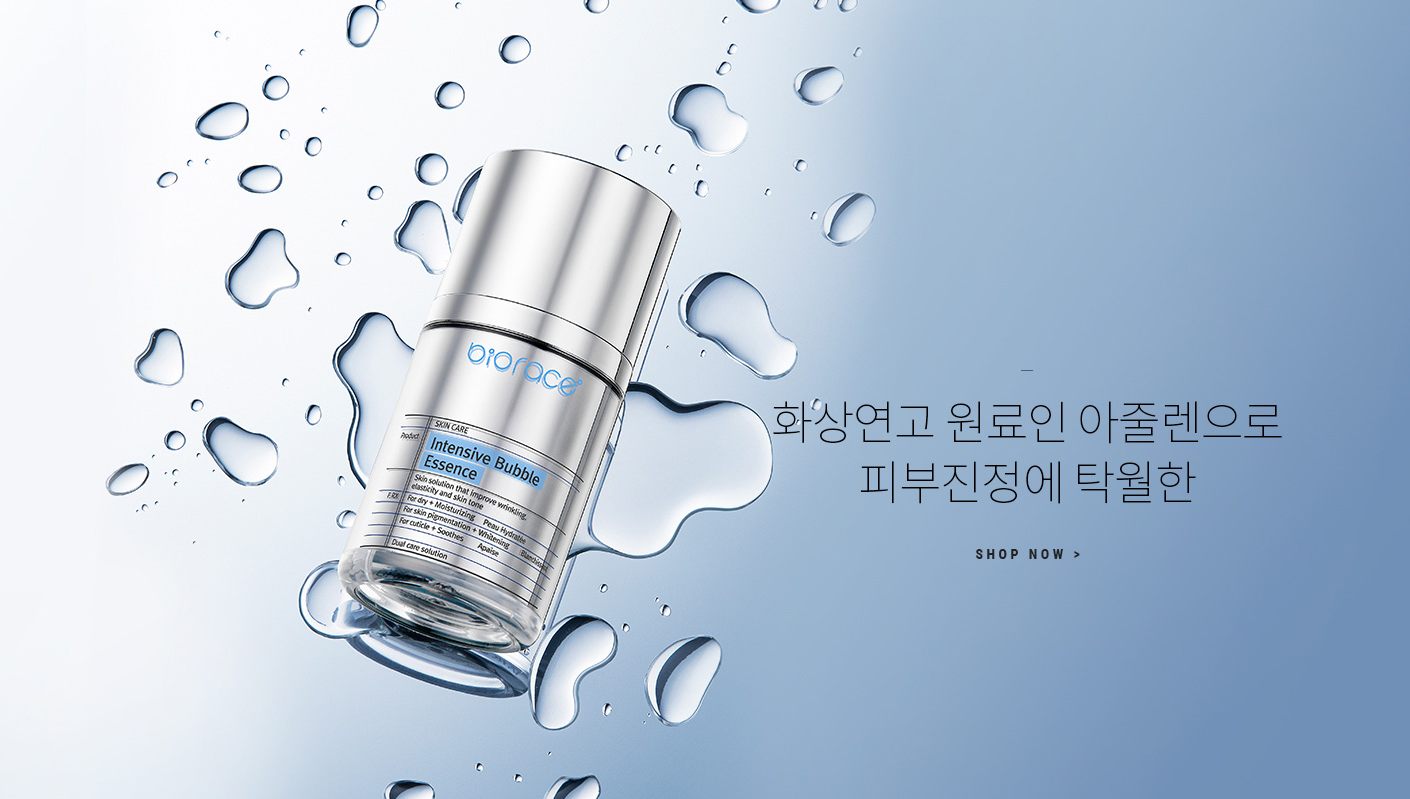 biorace
SKIN CARE
Product
Intensive Bubble
Essence
Skin solution that improve wrinkling,
elasticity and skin tone
F.RX
For dry + Moisturizing Peau Hydratée
For skin pigmentation + Whitening
For cuticle + Soothes Apaise
Dual care solution
화상연고 원료인 아줄렌으로
피부진정에 탁월한
SHOP NOW >